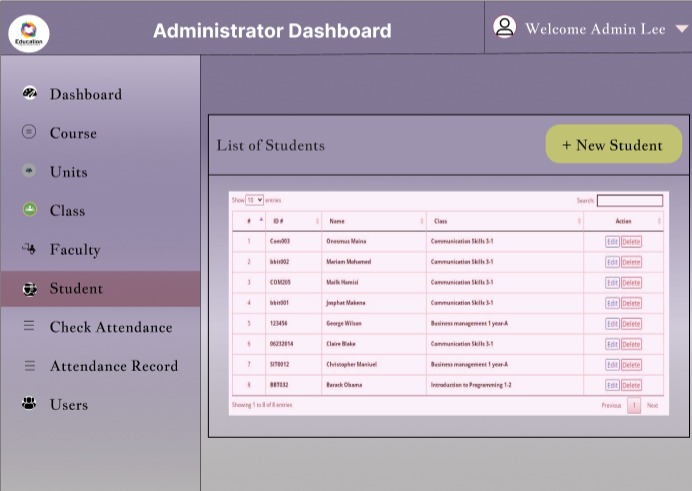 Education
Administrator Dashboard
Welcome Admin Lee
Dashboard
Course
Units
Class
Faculty
Student
Check Attendance
Attendance Record
Users
List of Students
+ New Student
Show 10 entries
Search:
# ID # Name Class Action
1 Com003 Onesmus Maina Communication Skills 3-1 Edit Delete
2 bbit002 Mariam Mohamed Communication Skills 3-1 Edit Delete
3 COM205 Malik Hamisi Communication Skills 3-1 Edit Delete
4 bbit001 Josphat Makena Communication Skills 3-1 Edit Delete
5 123456 George Wilson Business management 1 year-A Edit Delete
6 06232014 Claire Blake Communication Skills 3-1 Edit Delete
7 SIT0012 Christopher Manuel Business management 1 year-A Edit Delete
8 BBT032 Barack Obama Introduction to Programming 1-2 Edit Delete
Showing 1 to 8 of 8 entries
Previous 1 Next